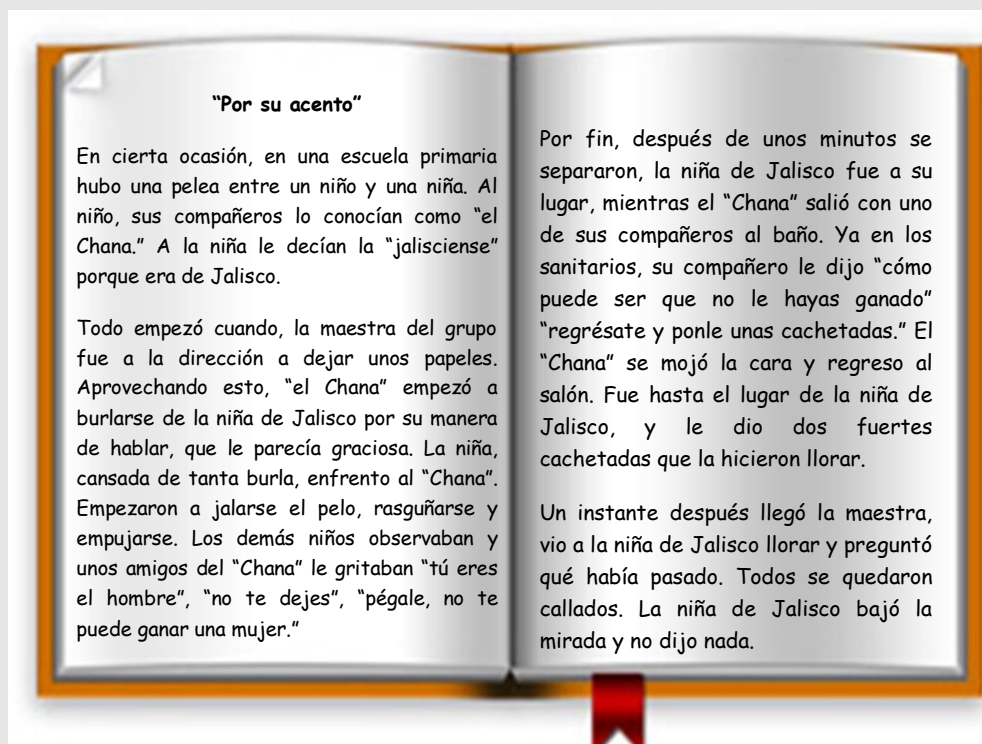 “Por su acento”
En cierta ocasión, en una escuela primaria
hubo una pelea entre un niño y una niña. Al
niño, sus compañeros lo conocían como “el
Chana.” A la niña le decían la “jalisciense”
porque era de Jalisco.
Todo empezó cuando, la maestra del grupo
fue a la dirección a dejar unos papeles.
Aprovechando esto, “el Chana” empezó a
burlarse de la niña de Jalisco por su manera
de hablar, que le parecía graciosa. La niña,
cansada de tanta burla, enfrento al “Chana”.
Empezaron a jalarse el pelo, rasguñarse y
empujarse. Los demás niños observaban y
unos amigos del “Chana” le gritaban “tú eres
el hombre”, “no te dejes”, “pégale, no te
puede ganar una mujer.”
Por fin, después de unos minutos se
separaron, la niña de Jalisco fue a su
lugar, mientras el “Chana” salió con uno
de sus compañeros al baño. Ya en los
sanitarios, su compañero le dijo “cómo
puede ser que no le hayas ganado”
“regrésate y ponle unas cachetadas.” El
“Chana” se mojó la cara y regreso al
salón. Fue hasta el lugar de la niña de
Jalisco, y le dio dos fuertes
cachetadas que la hicieron llorar.
Un instante después llegó la maestra,
vio a la niña de Jalisco llorar y preguntó
qué había pasado. Todos se quedaron
callados. La niña de Jalisco bajó la
mirada y no dijo nada.